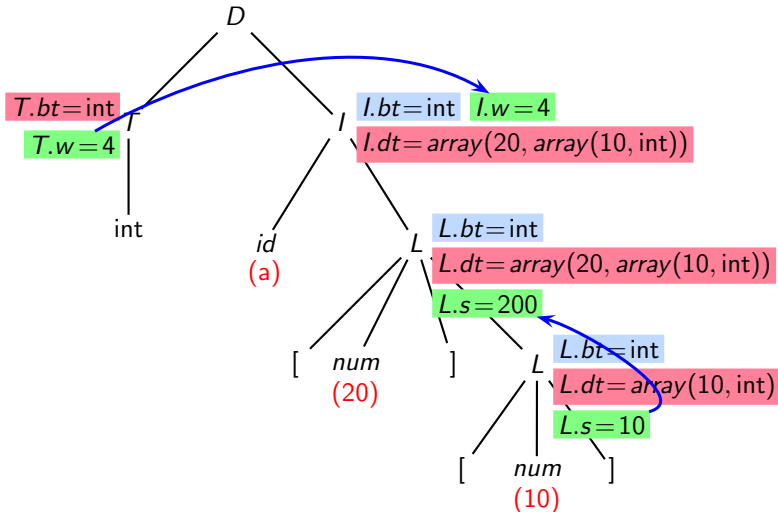 D
T.bt=int
I.bt=int I.w=4
T
I
T.w=4
I.dt=array(20, array(10, int))
int
id
(a)
L
L.bt=int
L.dt=array(20, array(10, int))
L.s=200
[ num ]
(20)
L
L.bt=int
L.dt=array(10, int)
L.s=10
[ num ]
(10)